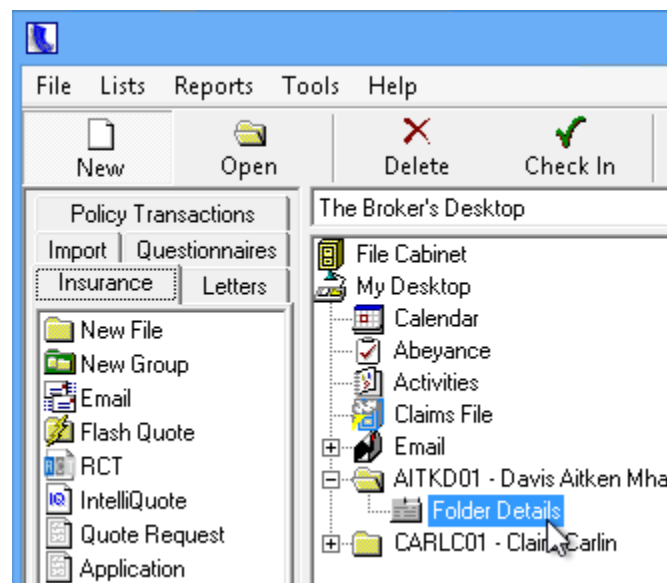 File Lists Reports Tools Help
New Open Delete Check In
Policy Transactions
Import Questionnaires
Insurance Letters
New File
New Group
Email
Flash Quote
RCT
IntelliQuote
Quote Request
Application
The Broker's Desktop
File Cabinet
My Desktop
Calendar
Abeyance
Activities
Claims File
Email
AITKD01 - Davis Aitken Mha
Folder Details
CARLC01 - Clair Carlin